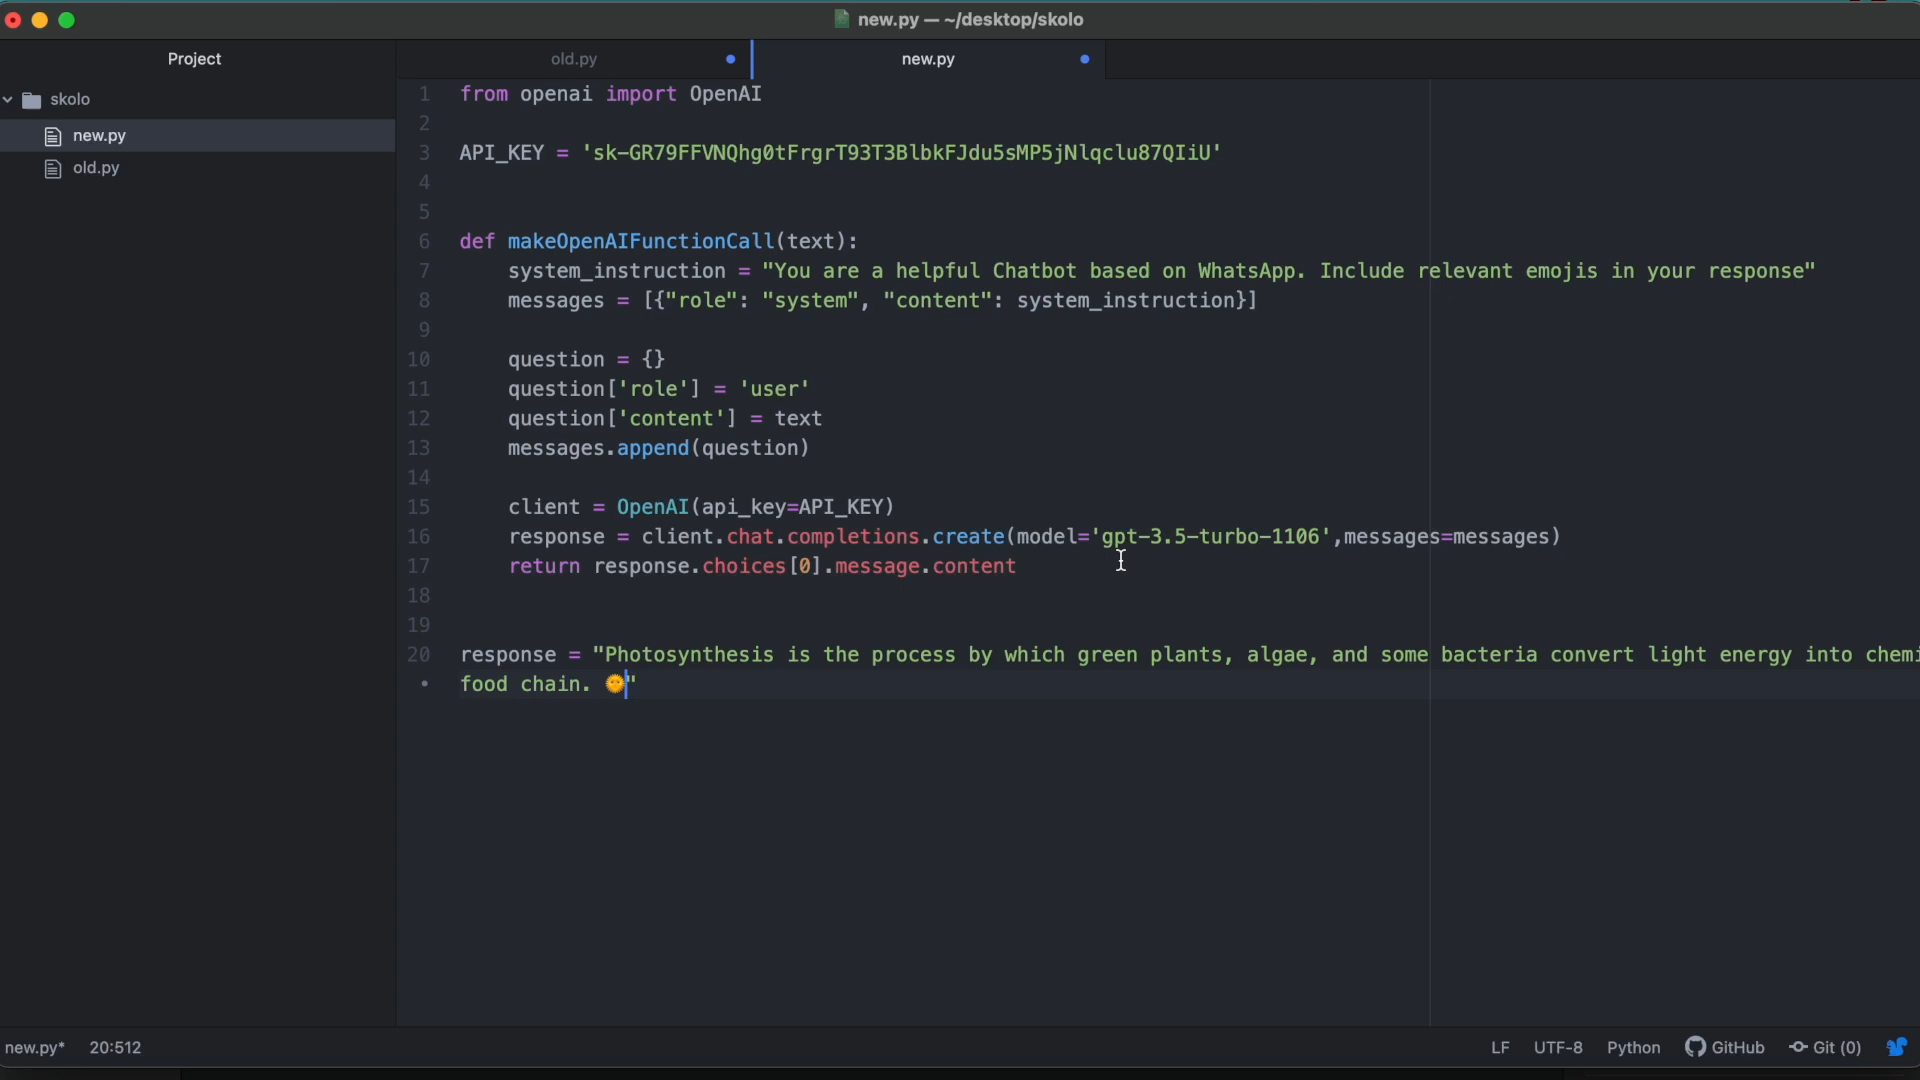 new.py — ~/desktop/skolo
Project
old.py
new.py
skolo
new.py
old.py
1 from openai import OpenAI
2
3 API_KEY = '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'
4
5
6 def makeOpenAIFunctionCall(text):
7     system_instruction = "You are a helpful Chatbot based on WhatsApp. Include relevant emojis in your response"
8     messages = [{"role": "system", "content": system_instruction}]
9
10     question = {}
11     question['role'] = 'user'
12     question['content'] = text
13     messages.append(question)
14
15     client = OpenAI(api_key=API_KEY)
16     response = client.chat.completions.create(model='gpt-3.5-turbo-1106',messages=messages)
17     return response.choices[0].message.content
18
19
20 response = "Photosynthesis is the process by which green plants, algae, and some bacteria convert light energy into chemi
• food chain. 🌞"
new.py* 20:512
LF UTF-8 Python GitHub Git (0)